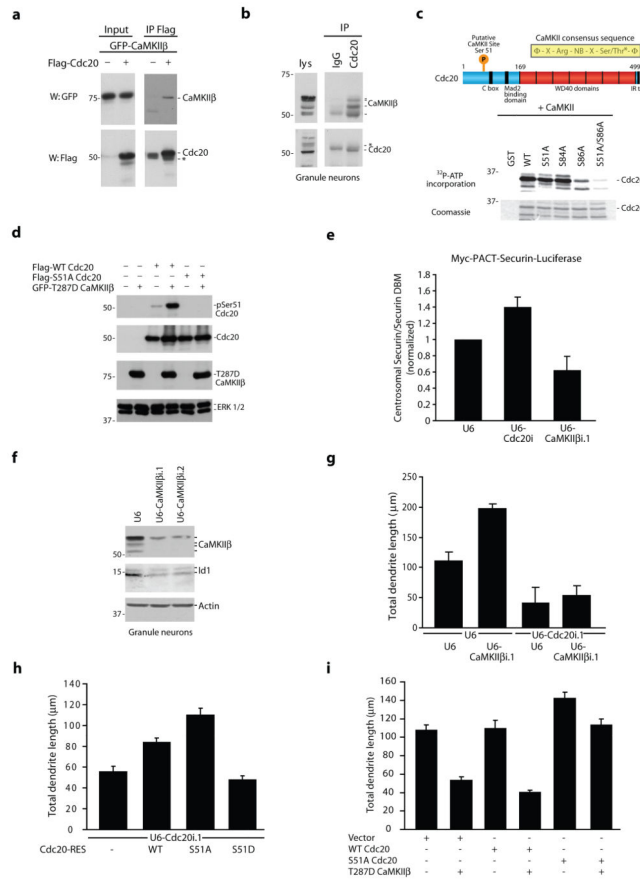 a
Input
IP Flag
GFP-CaMKIIβ
Flag-Cdc20
– + – +
W: GFP
75-
-CaMKIIβ
W: Flag
50-
-Cdc20
- *
b
IP
lys
IgG
Cdc20
75-
CaMKIIβ
50-
*
Cdc20
Granule neurons
c
Putative
CaMKII Site
Ser 51
P
CaMKII consensus sequence
Φ - X - Arg - NB - X - Ser/Thr - Φ
1
169
499
Cdc20
C box
Mad2
binding
domain
WD40 domains
IR t
+ CaMKII
GST
WT
S51A
S84A
S86A
S51A/S86A
37-
³²P-ATP
incorporation
- Cdc20
37-
Coomassie
- Cdc20
d
Flag-WT Cdc20 – – + + – –
Flag-S51A Cdc20 – – – – + +
GFP-T287D CaMKIIβ – + – + – +
50-
-pSer51
Cdc20
50-
-Cdc20
75-
-T287D
CaMKIIβ
37-
ERK 1/2
e
Myc-PACT-Securin-Luciferase
Centrosomal Securin/Securin DBM
(normalized)
1.8
1.6
1.4
1.2
1.0
0.8
0.6
0.4
0.2
0
U6
U6-
Cdc20i
U6-
CaMKIIβi.1
f
U6
U6-CaMKIIβi.1
U6-CaMKIIβi.2
50-
CaMKIIβ
15-
Id1
37-
-Actin
Granule neurons
g
Total dendrite length (μm)
250
200
150
100
50
0
U6
U6-Cdc20i.1
U6
U6-
CaMKIIβi.1
U6
U6-
CaMKIIβi.1
h
Total dendrite length (μm)
140
120
100
80
60
40
20
0
U6-Cdc20i.1
Cdc20-RES - WT S51A S51D
i
Total dendrite length (μm)
160
140
120
100
80
60
40
20
0
Vector + + – – – –
WT Cdc20 – – + + – –
S51A Cdc20 – – – – + +
T287D CaMKIIβ – + – + – +